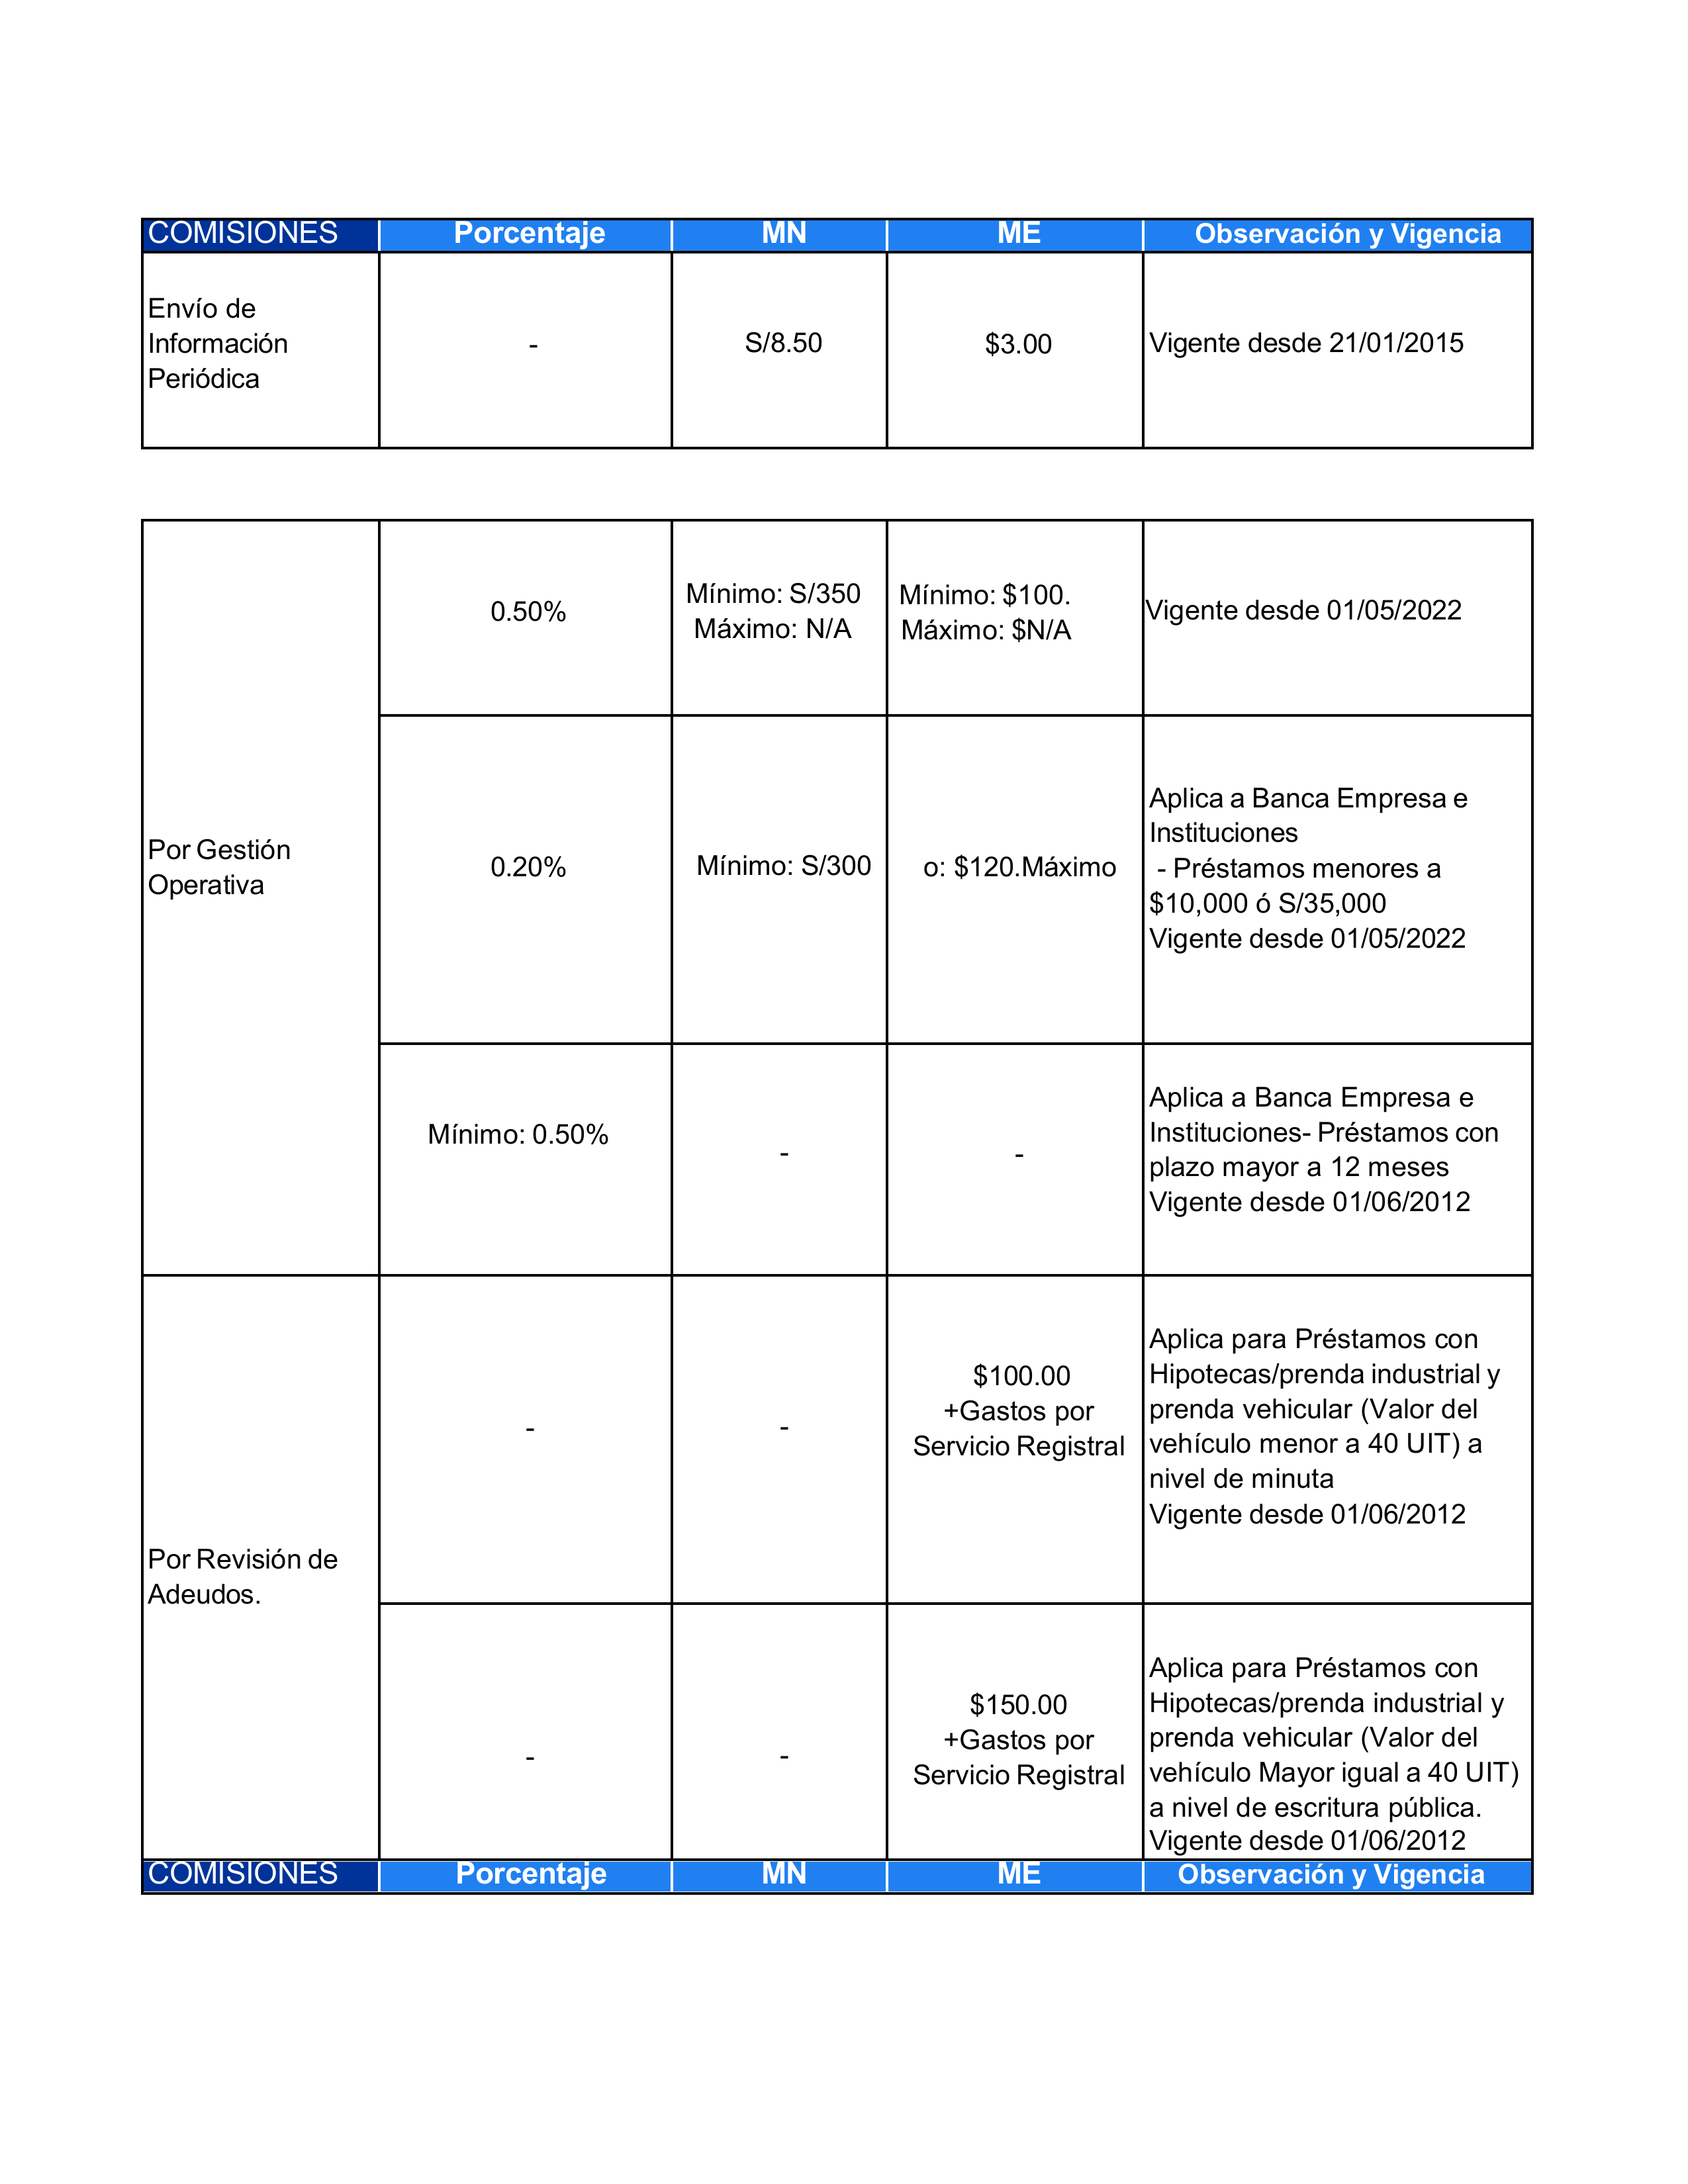 COMISIONES Porcentaje MN ME Observación y Vigencia
Envío de
Información
Periódica
-
S/8.50
$3.00
Vigente desde 21/01/2015
Por Gestión
Operativa
0.50%
Mínimo: S/350
Máximo: N/A
Mínimo: $100.
Máximo: $N/A
Vigente desde 01/05/2022
0.20%
Mínimo: S/300
o: $120.Máximo
Aplica a Banca Empresa e
Instituciones
- Préstamos menores a
$10,000 ó S/35,000
Vigente desde 01/05/2022
Mínimo: 0.50%
-
-
Aplica a Banca Empresa e
Instituciones- Préstamos con
plazo mayor a 12 meses
Vigente desde 01/06/2012
Por Revisión de
Adeudos.
-
-
$100.00
+Gastos por
Servicio Registral
Aplica para Préstamos con
Hipotecas/prenda industrial y
prenda vehicular (Valor del
vehículo menor a 40 UIT) a
nivel de minuta
Vigente desde 01/06/2012
-
-
$150.00
+Gastos por
Servicio Registral
Aplica para Préstamos con
Hipotecas/prenda industrial y
prenda vehicular (Valor del
vehículo Mayor igual a 40 UIT)
a nivel de escritura pública.
Vigente desde 01/06/2012
COMISIONES Porcentaje MN ME Observación y Vigencia